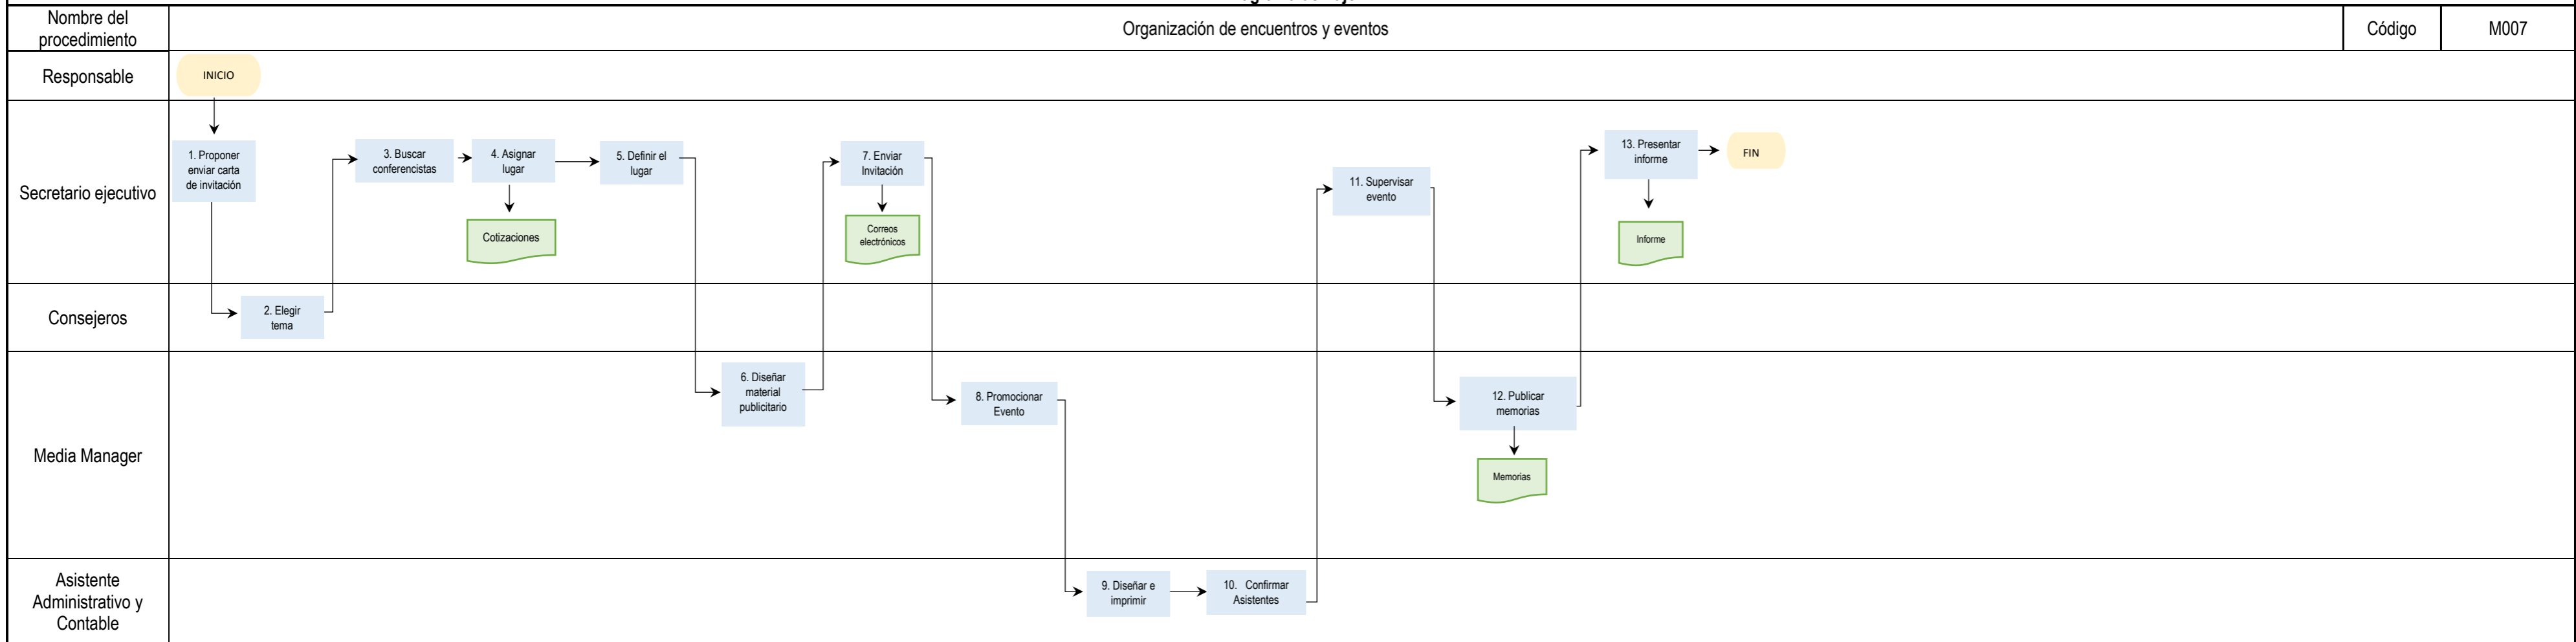 Nombre del
procedimiento
Organización de encuentros y eventos
Código
M007
Responsable
INICIO
Secretario ejecutivo
1. Proponer
enviar carta
de invitación
3. Buscar
conferencistas
4. Asignar
lugar
Cotizaciones
5. Definir el
lugar
7. Enviar
Invitación
Correos
electrónicos
11. Supervisar
evento
13. Presentar
informe
Informe
FIN
Consejeros
2. Elegir
tema
Media Manager
6. Diseñar
material
publicitario
8. Promocionar
Evento
12. Publicar
memorias
Memorias
Asistente
Administrativo y
Contable
9. Diseñar e
imprimir
10. Confirmar
Asistentes